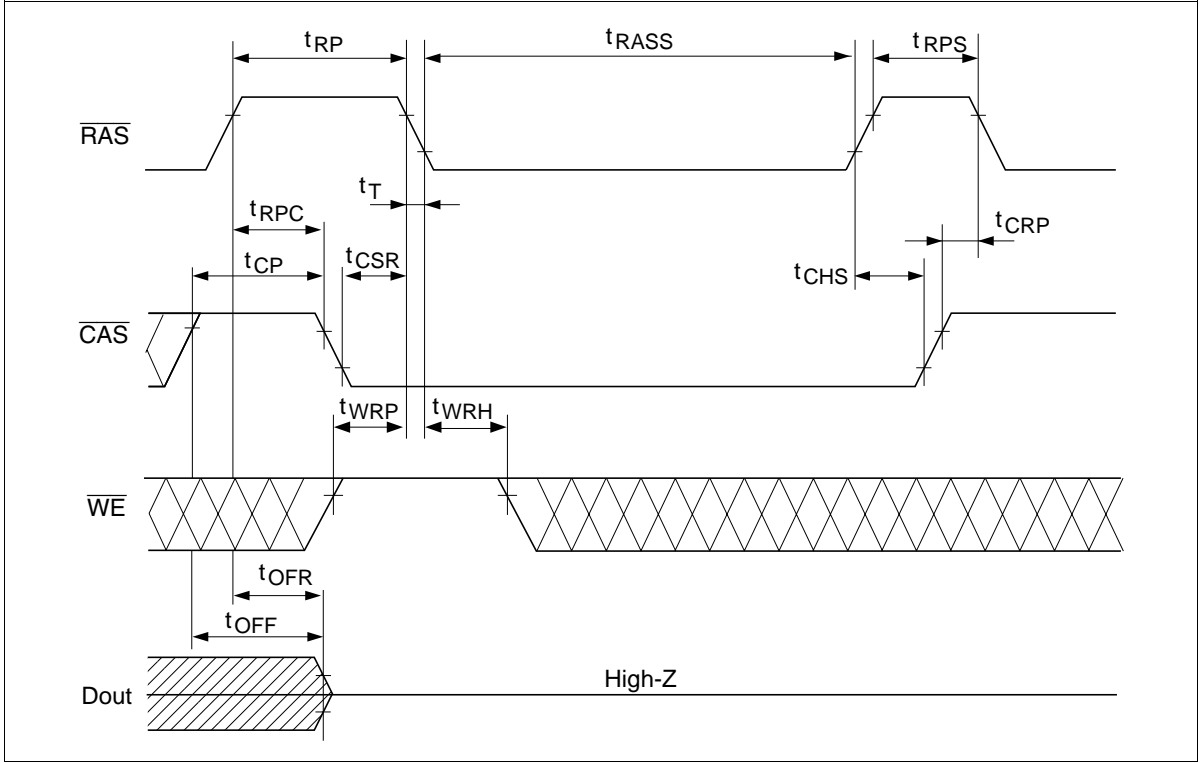 tRP
tRASS
tRPS
RAS
tT
tRPC
tCRP
tCP
tCSR
tCHS
CAS
tWRP
tWRH
WE
tOFR
tOFF
Dout
High-Z